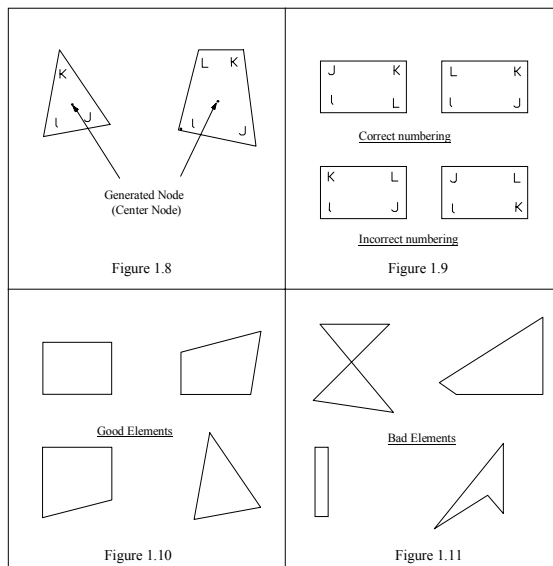 K
I J
L K
I J
Generated Node
(Center Node)
Figure 1.8
J K
I L
L K
I J
Correct numbering
K L
I J
J L
I K
Incorrect numbering
Figure 1.9
Good Elements
Figure 1.10
Bad Elements
Figure 1.11